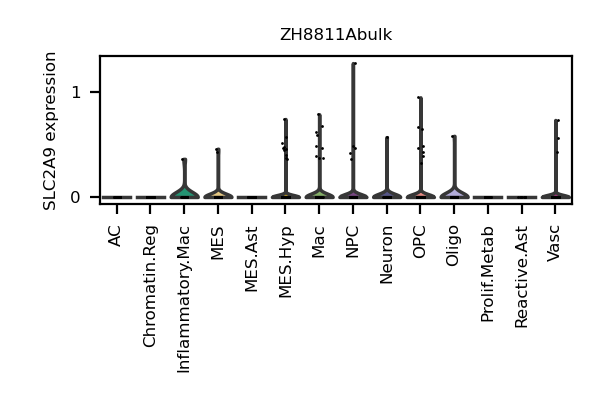 ZH8811Abulk
SLC2A9 expression
1
0
AC
Chromatin.Reg
Inflammatory.Mac
MES
MES.Ast
MES.Hyp
Mac
NPC
Neuron
OPC
Oligo
Prolif.Metab
Reactive.Ast
Vasc